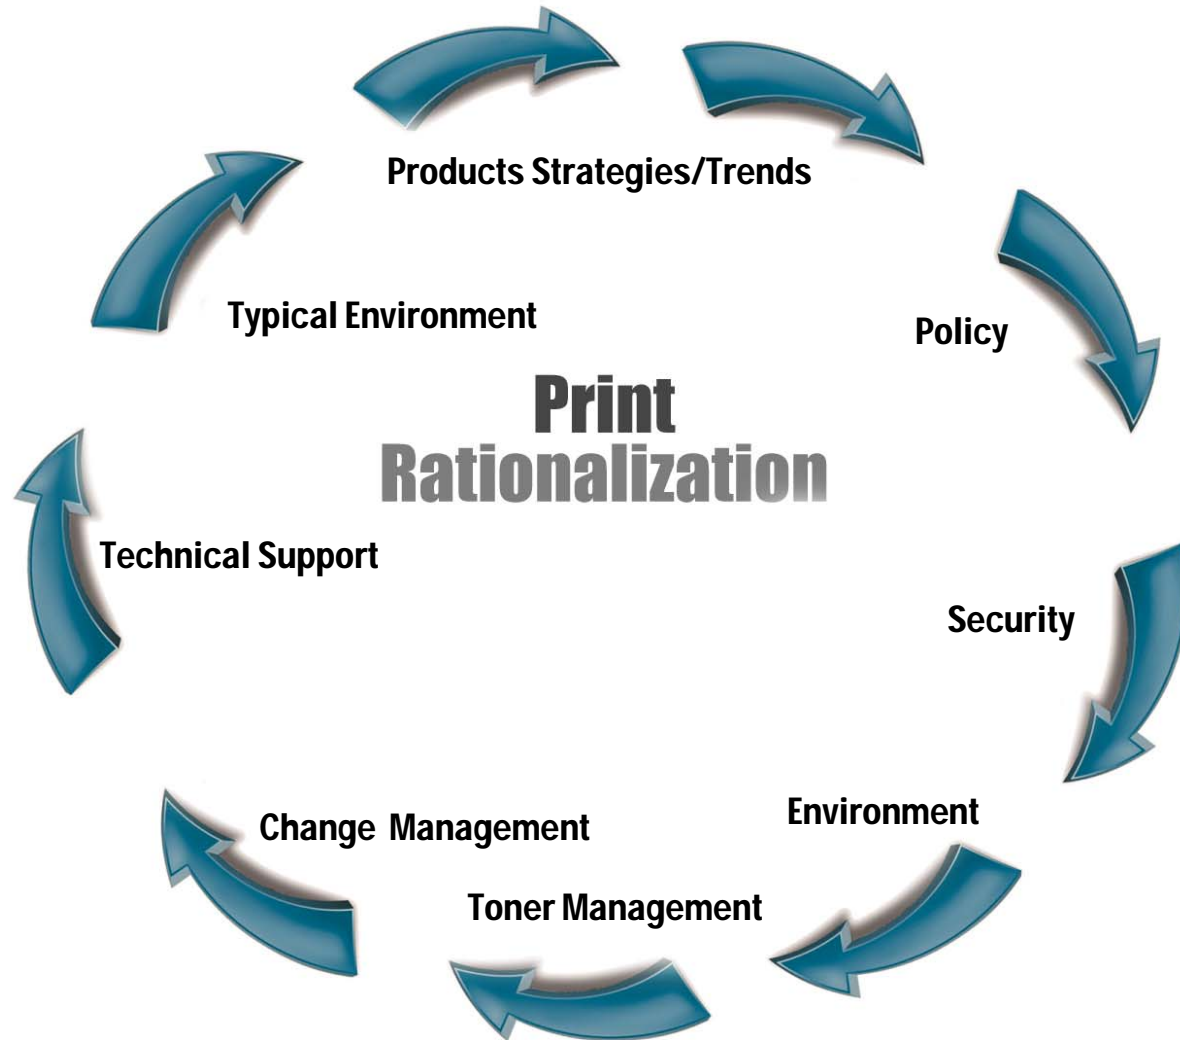 Products Strategies/Trends
Typical Environment
Policy
Print
Rationalization
Technical Support
Security
Environment
Change Management
Toner Management